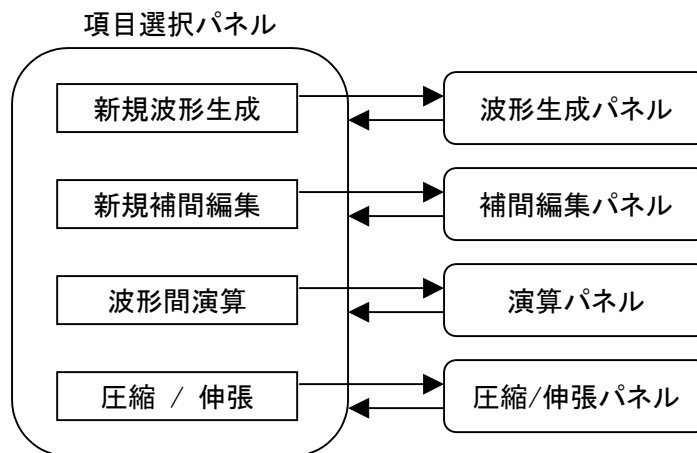 項目選択パネル
新規波形生成
波形生成パネル
新規補間編集
補間編集パネル
波形間演算
演算パネル
圧縮 / 伸張
圧縮/伸張パネル